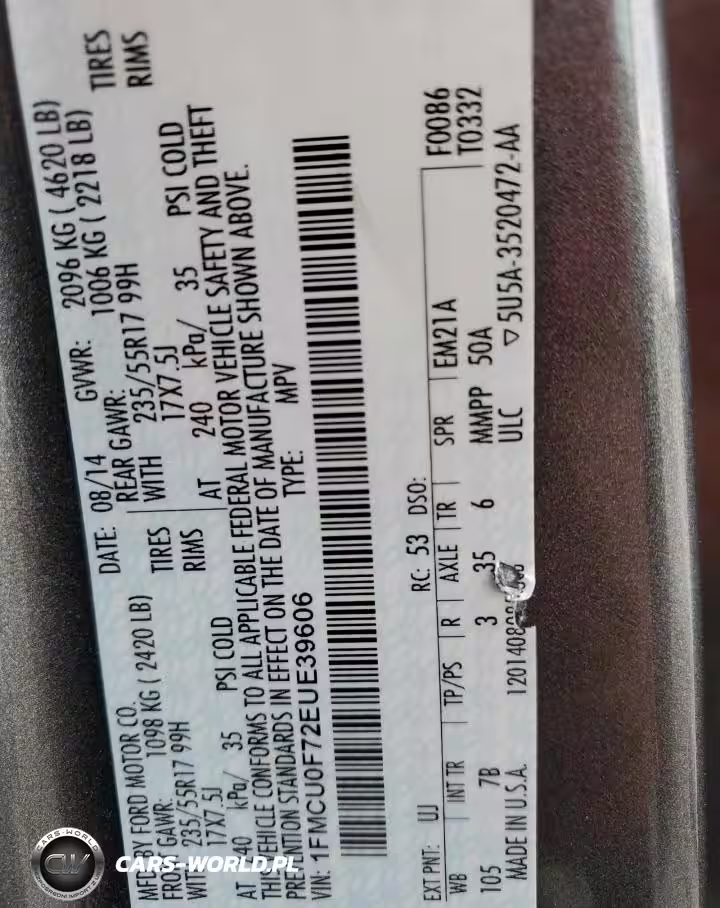 MFD BY FORD MOTOR CO.
DATE: 08/14 GVWR: 2096 KG ( 4620 LB)
FRONT GAWR: 1098 KG ( 2420 LB)
REAR GAWR: 1006 KG ( 2218 LB)
WITH 235/55R17 99H TIRES
WITH 235/55R17 99H TIRES
17X7.5J RIMS
17X7.5J RIMS
AT 240 kPa/ 35 PSI COLD
AT 240 kPa/ 35 PSI COLD
THIS VEHICLE CONFORMS TO ALL APPLICABLE FEDERAL MOTOR VEHICLE SAFETY AND THEFT
PREVENTION STANDARDS IN EFFECT ON THE DATE OF MANUFACTURE SHOWN ABOVE.
VIN: 1FMCU0F72EUE39606 TYPE: MPV
EXT PNT: UJ RC: 53 DSO: F0086
T0332
WB INT TR TP/PS R AXLE TR SPR EM21A
105 7B 3 35 6 MMPP 50A
MADE IN U.S.A. ULC 5U5A-3520472-AA
CARS-WORLD
CW
CARS-WORLD.PL